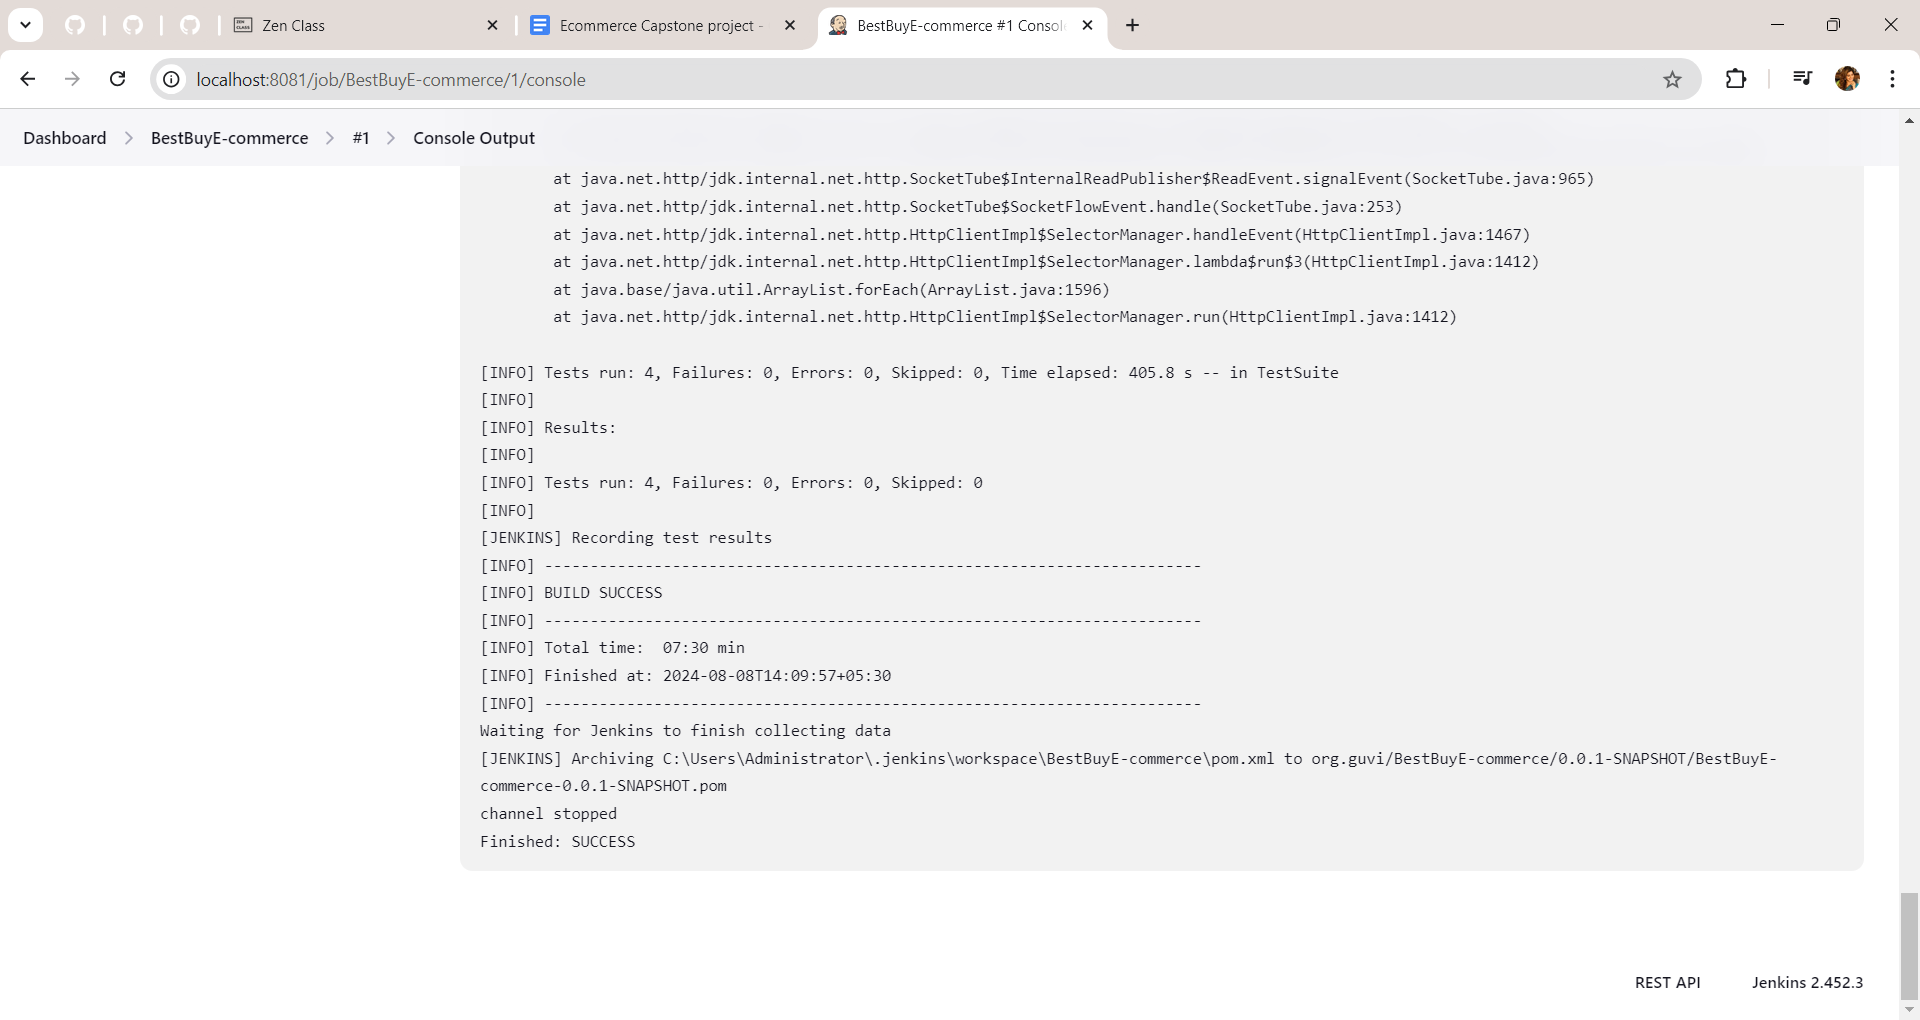 Zen Class
Ecommerce Capstone project -
BestBuyE-commerce #1 Consol
localhost:8081/job/BestBuyE-commerce/1/console
Dashboard
BestBuyE-commerce
#1
Console Output
at java.net.http/jdk.internal.net.http.SocketTube$InternalReadPublisher$ReadEvent.signalEvent(SocketTube.java:965)
at java.net.http/jdk.internal.net.http.SocketTube$SocketFlowEvent.handle(SocketTube.java:253)
at java.net.http/jdk.internal.net.http.HttpClientImpl$SelectorManager.handleEvent(HttpClientImpl.java:1467)
at java.net.http/jdk.internal.net.http.HttpClientImpl$SelectorManager.lambda$run$3(HttpClientImpl.java:1412)
at java.base/java.util.ArrayList.forEach(ArrayList.java:1596)
at java.net.http/jdk.internal.net.http.HttpClientImpl$SelectorManager.run(HttpClientImpl.java:1412)
[INFO] Tests run: 4, Failures: 0, Errors: 0, Skipped: 0, Time elapsed: 405.8 s -- in TestSuite
[INFO]
[INFO] Results:
[INFO]
[INFO] Tests run: 4, Failures: 0, Errors: 0, Skipped: 0
[INFO]
[JENKINS] Recording test results
[INFO] ------------------------------------------------------------------------
[INFO] BUILD SUCCESS
[INFO] ------------------------------------------------------------------------
[INFO] Total time:  07:30 min
[INFO] Finished at: 2024-08-08T14:09:57+05:30
[INFO] ------------------------------------------------------------------------
Waiting for Jenkins to finish collecting data
[JENKINS] Archiving C:\Users\Administrator\.jenkins\workspace\BestBuyE-commerce\pom.xml to org.guvi/BestBuyE-commerce/0.0.1-SNAPSHOT/BestBuyE-
commerce-0.0.1-SNAPSHOT.pom
channel stopped
Finished: SUCCESS
REST API
Jenkins 2.452.3